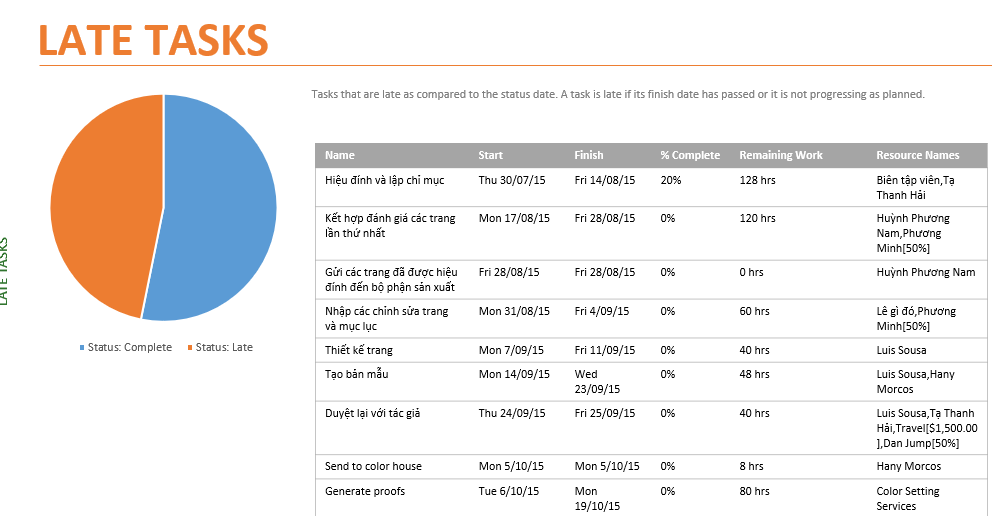 LATE TASKS
Tasks that are late as compared to the status date. A task is late if its finish date has passed or it is not progressing as planned.
LATE TASKS
Status: Complete Status: Late
Name Start Finish % Complete Remaining Work Resource Names
Hiệu đính và lập chỉ mục Thu 30/07/15 Fri 14/08/15 20% 128 hrs Biên tập viên,Tạ
Thanh Hải
Kết hợp đánh giá các trang Mon 17/08/15 Fri 28/08/15 0% 120 hrs Huỳnh Phương
lần thứ nhất Nam,Phương
Minh[50%]
Gửi các trang đã được hiệu Fri 28/08/15 Fri 28/08/15 0% 0 hrs Huỳnh Phương Nam
đính đến bộ phận sản xuất
Nhập các chỉnh sửa trang Mon 31/08/15 Fri 4/09/15 0% 60 hrs Lê gì đó,Phương
và mục lục Minh[50%]
Thiết kế trang Mon 7/09/15 Fri 11/09/15 0% 40 hrs Luis Sousa
Tạo bản mẫu Mon 14/09/15 Wed 0% 48 hrs Luis Sousa,Hany
23/09/15 Morcos
Duyệt lại với tác giả Thu 24/09/15 Fri 25/09/15 0% 40 hrs Luis Sousa,Tạ Thanh
Hải,Travel[$1,500.00
],Dan Jump[50%]
Send to color house Mon 5/10/15 Mon 5/10/15 0% 8 hrs Hany Morcos
Generate proofs Tue 6/10/15 Mon 0% 80 hrs Color Setting
19/10/15 Services